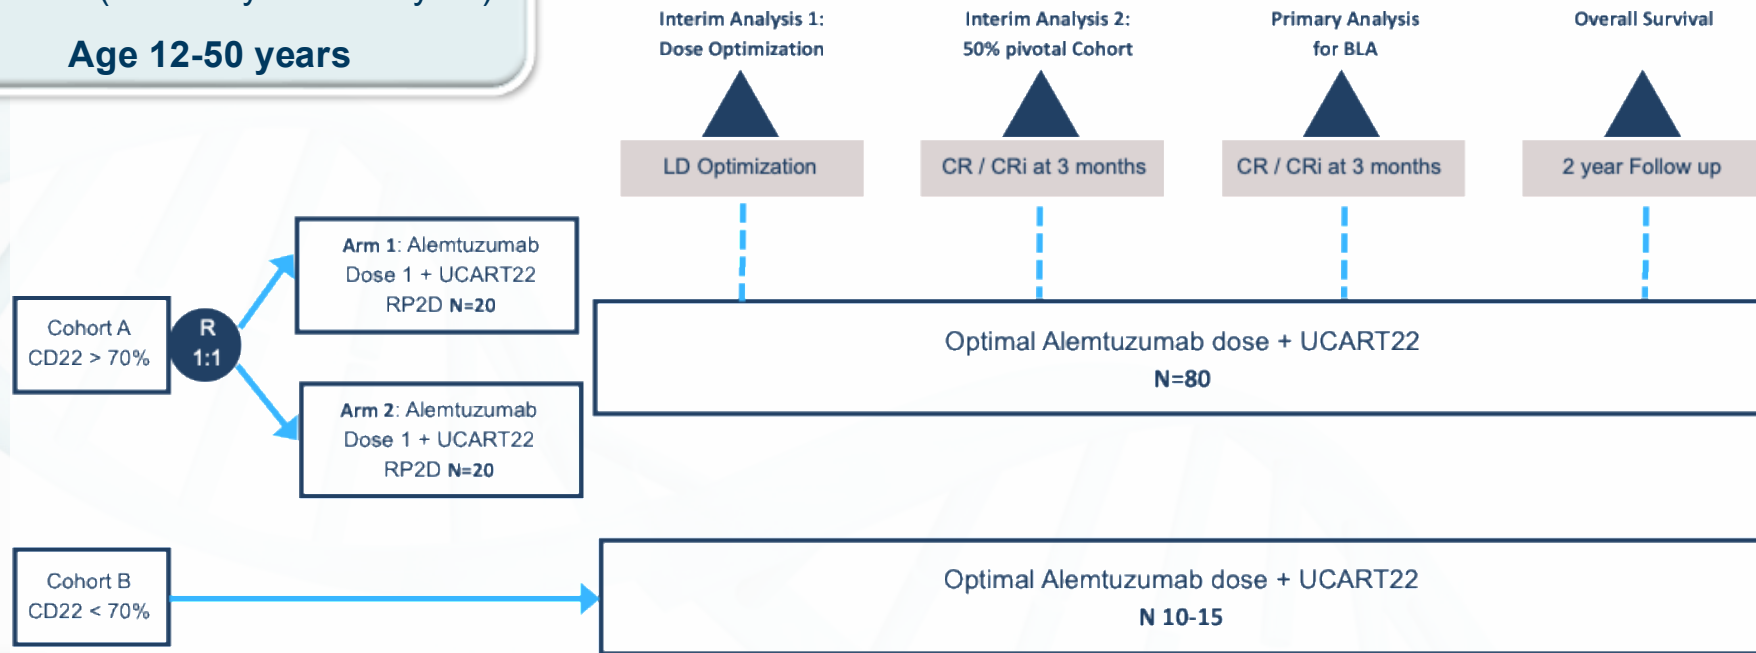 Age 12-50 years
Interim Analysis 1:
Dose Optimization
Interim Analysis 2:
50% pivotal Cohort
Primary Analysis
for BLA
Overall Survival
LD Optimization
CR / CRi at 3 months
CR / CRi at 3 months
2 year Follow up
Cohort A
CD22 > 70%
R
1:1
Arm 1: Alemtuzumab
Dose 1 + UCART22
RP2D N=20
Arm 2: Alemtuzumab
Dose 1 + UCART22
RP2D N=20
Optimal Alemtuzumab dose + UCART22
N=80
Cohort B
CD22 < 70%
Optimal Alemtuzumab dose + UCART22
N 10-15